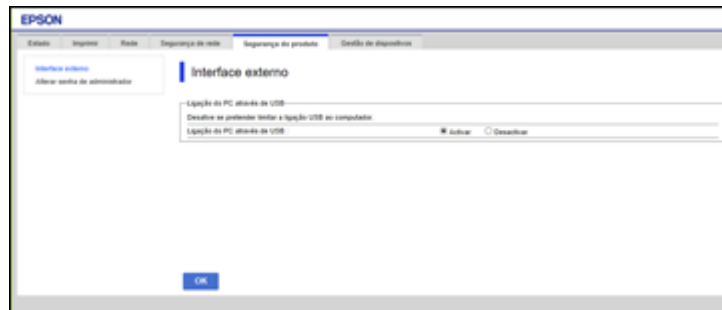 EPSON
Estado Imprimir Rede Segurança de rede Segurança do produto Gestão de dispositivos
Interface externo
Alterar senha de administrador
Interface externo
Ligação do PC através de USB
Desative se pretender limitar a ligação USB ao computador.
Ligação do PC através de USB : Activar Desactivar
OK